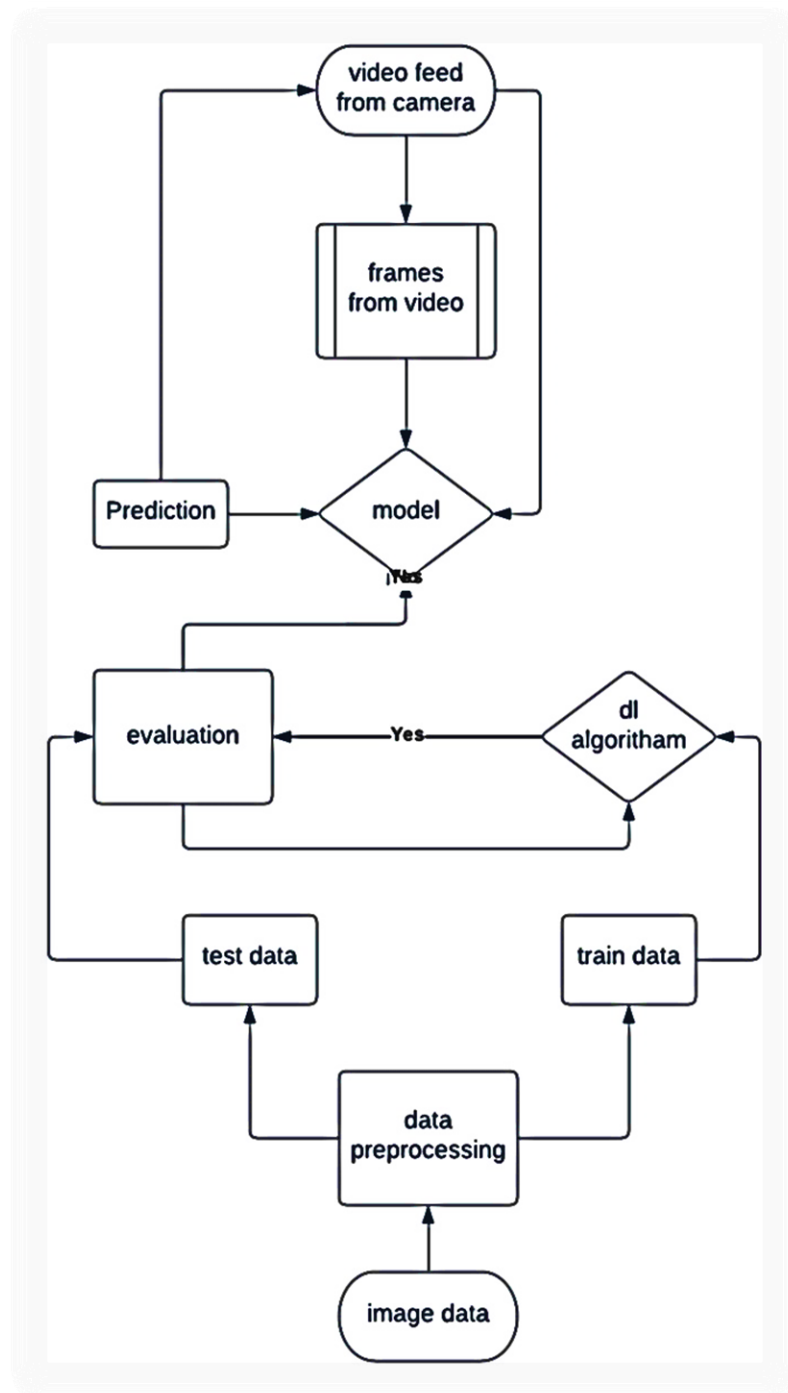 video feed
from camera
frames
from video
Prediction
model
evaluation
Yes
dl
algoritham
test data
train data
data
preprocessing
image data